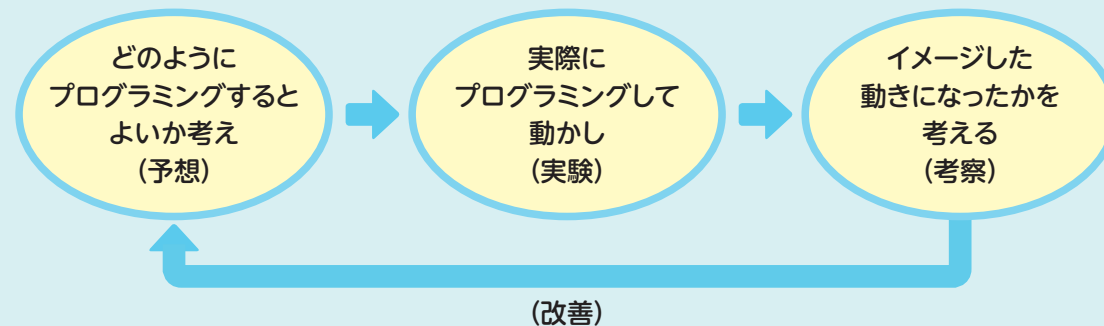 どのように
プログラミングすると
よいか考え
(予想)
実際に
プログラミングして
動かし
(実験)
イメージした
動きになったかを
考える
(考察)
(改善)